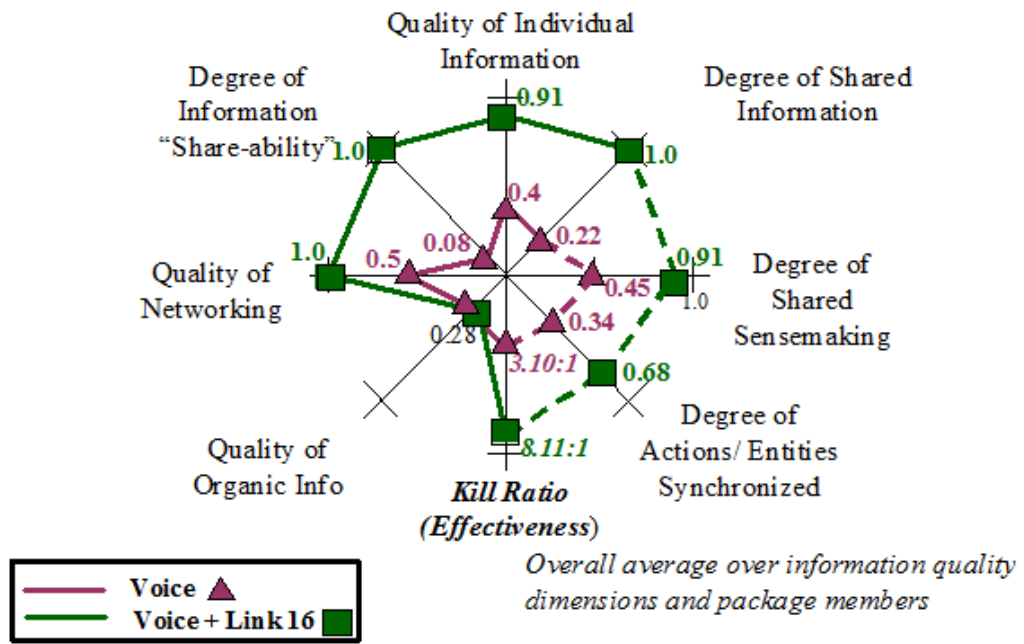 Quality of Individual
Information
Degree of
Information
“Share-ability”
Degree of Shared
Information
0.91
1.0
1.0
0.4
0.22
0.08
1.0
0.5
0.91
0.45
1.0
Quality of
Networking
Degree of
Shared
Sensemaking
0.28
0.34
3.10:1
0.68
8.11:1
Quality of
Organic Info
Degree of
Actions/ Entities
Synchronized
Kill Ratio
(Effectiveness)
Overall average over information quality
dimensions and package members
Voice
Voice + Link 16